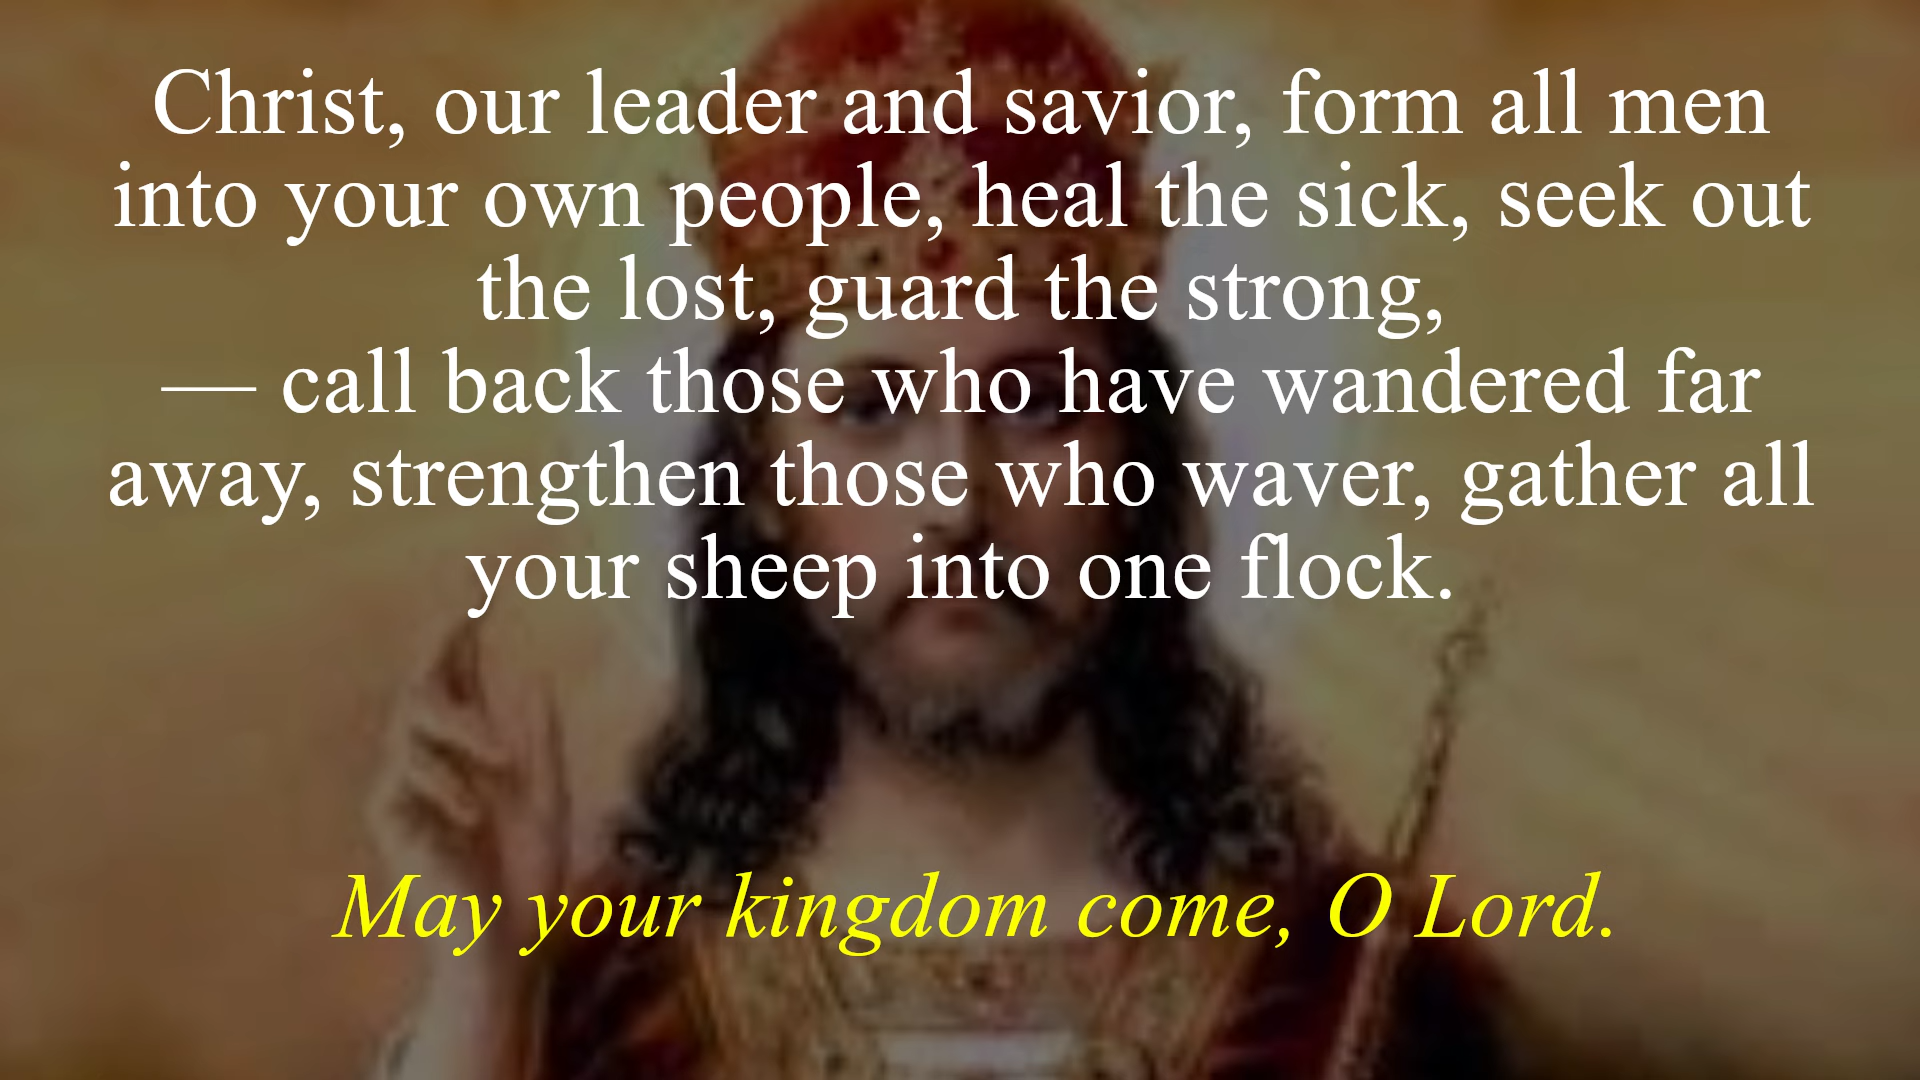 Christ, our leader and savior, form all men
into your own people, heal the sick, seek out
the lost, guard the strong,
— call back those who have wandered far
away, strengthen those who waver, gather all
your sheep into one flock.
May your kingdom come, O Lord.